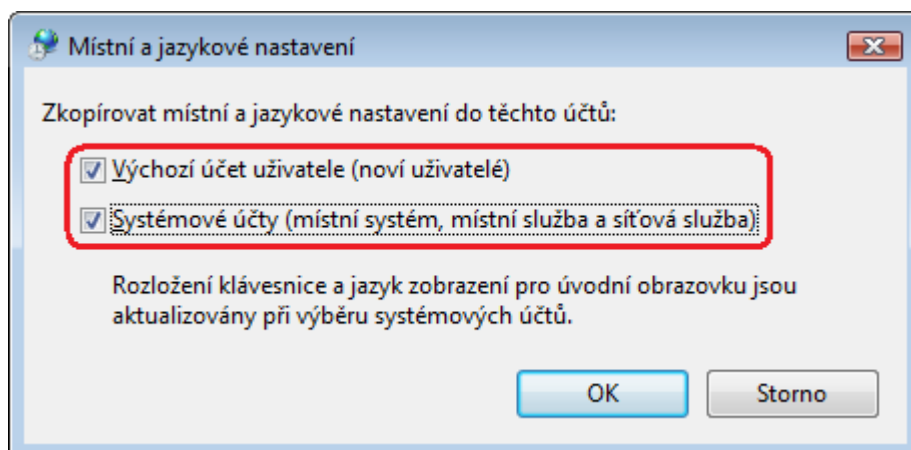 Místní a jazykové nastavení
Zkopírovat místní a jazykové nastavení do těchto účtů:
Výchozí účet uživatele (noví uživatelé)
Systémové účty (místní systém, místní služba a síťová služba)
Rozložení klávesnice a jazyk zobrazení pro úvodní obrazovku jsou
aktualizovány při výběru systémových účtů.
OK
Storno